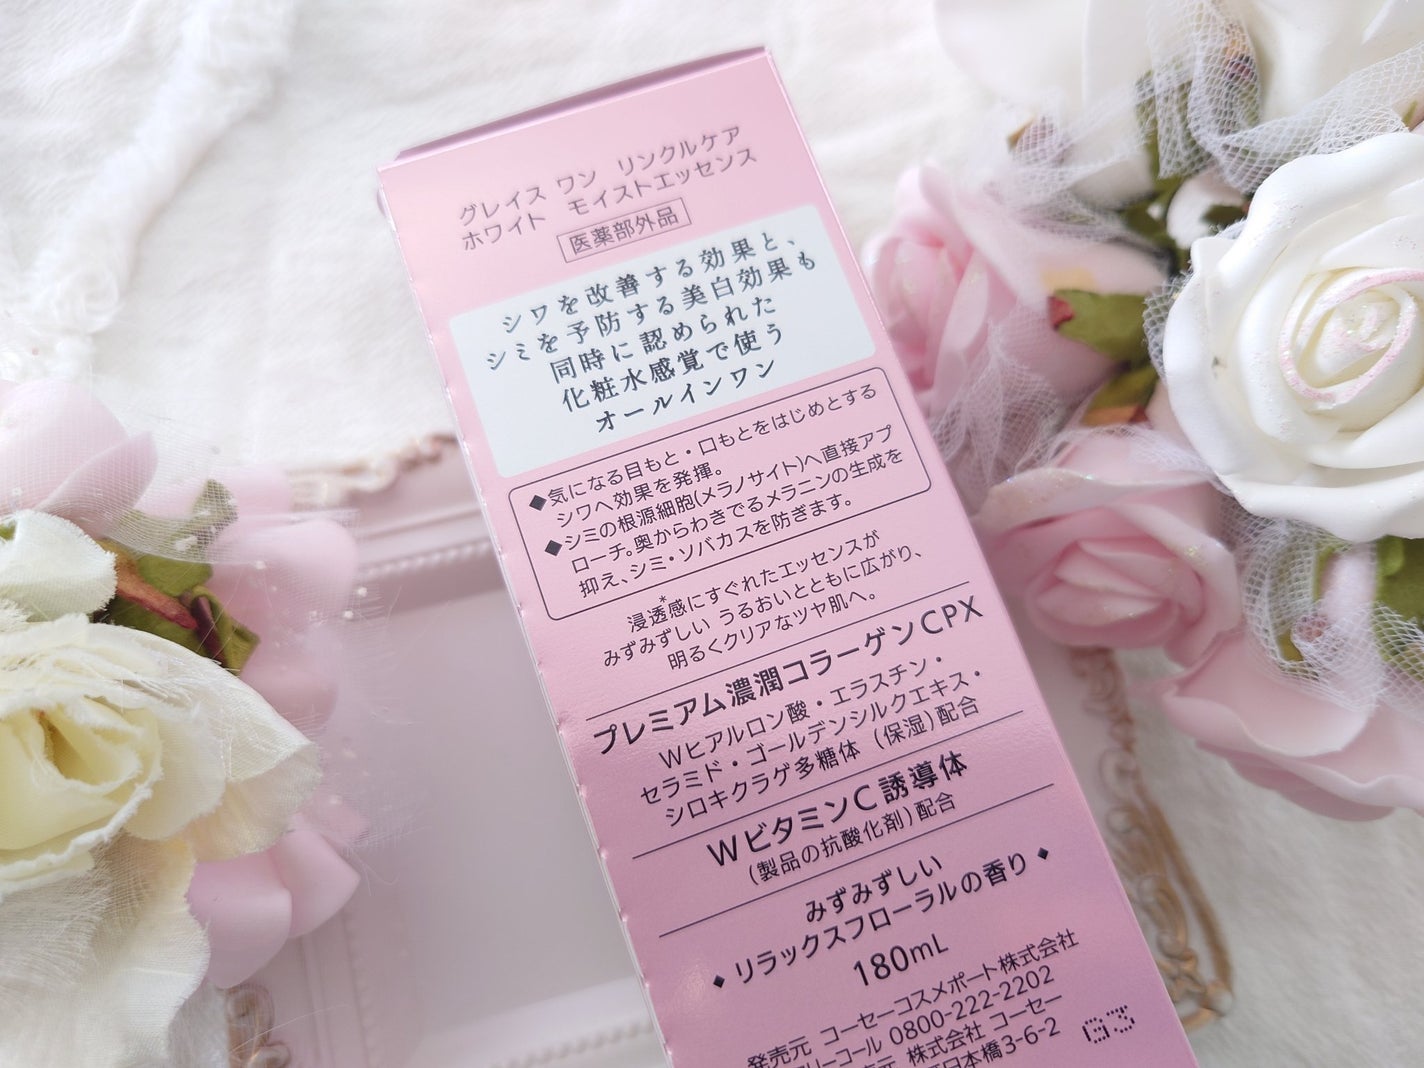 グレイス ワン リンクルケア
ホワイト モイストエッセンス
医薬部外品
シワを改善する効果と、
シミを予防する美白効果も
同時に認められた
化粧水感覚で使う
オールインワン
◆気になる目もと・口もとをはじめとする
シワへ効果を発揮。
◆シミの根源細胞(メラノサイト)へ直接アプ
ローチ。奥からわきでるメラニンの生成を
抑え、シミ・ソバカスを防ぎます。
浸透感*にすぐれたエッセンスが
みずみずしい うるおいとともに広がり、
明るくクリアなツヤ肌へ。
プレミアム濃潤コラーゲンCPX
Wヒアルロン酸・エラスチン・
セラミド・ゴールデンシルクエキス・
シロキクラゲ多糖体 (保湿)配合
WビタミンC誘導体
(製品の抗酸化剤)配合
みずみずしい
◆ リラックスフローラルの香り ◆
180mL
発売元 コーセーコスメポート株式会社
リーコール 0800-222-2202
元 株式会社 コーセー
日本橋3-6-2
G3